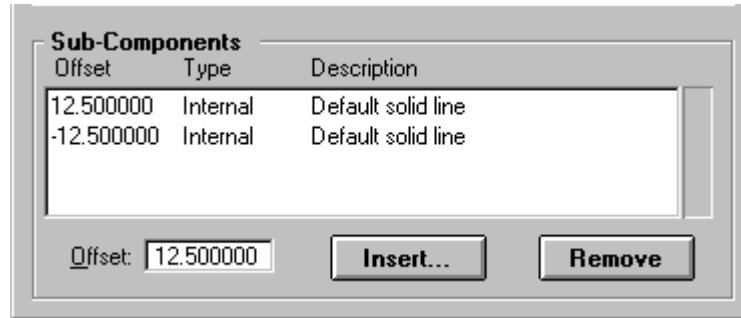 Sub-Components
Offset Type Description
12.500000 Internal Default solid line
-12.500000 Internal Default solid line
Offset: 12.500000 Insert... Remove